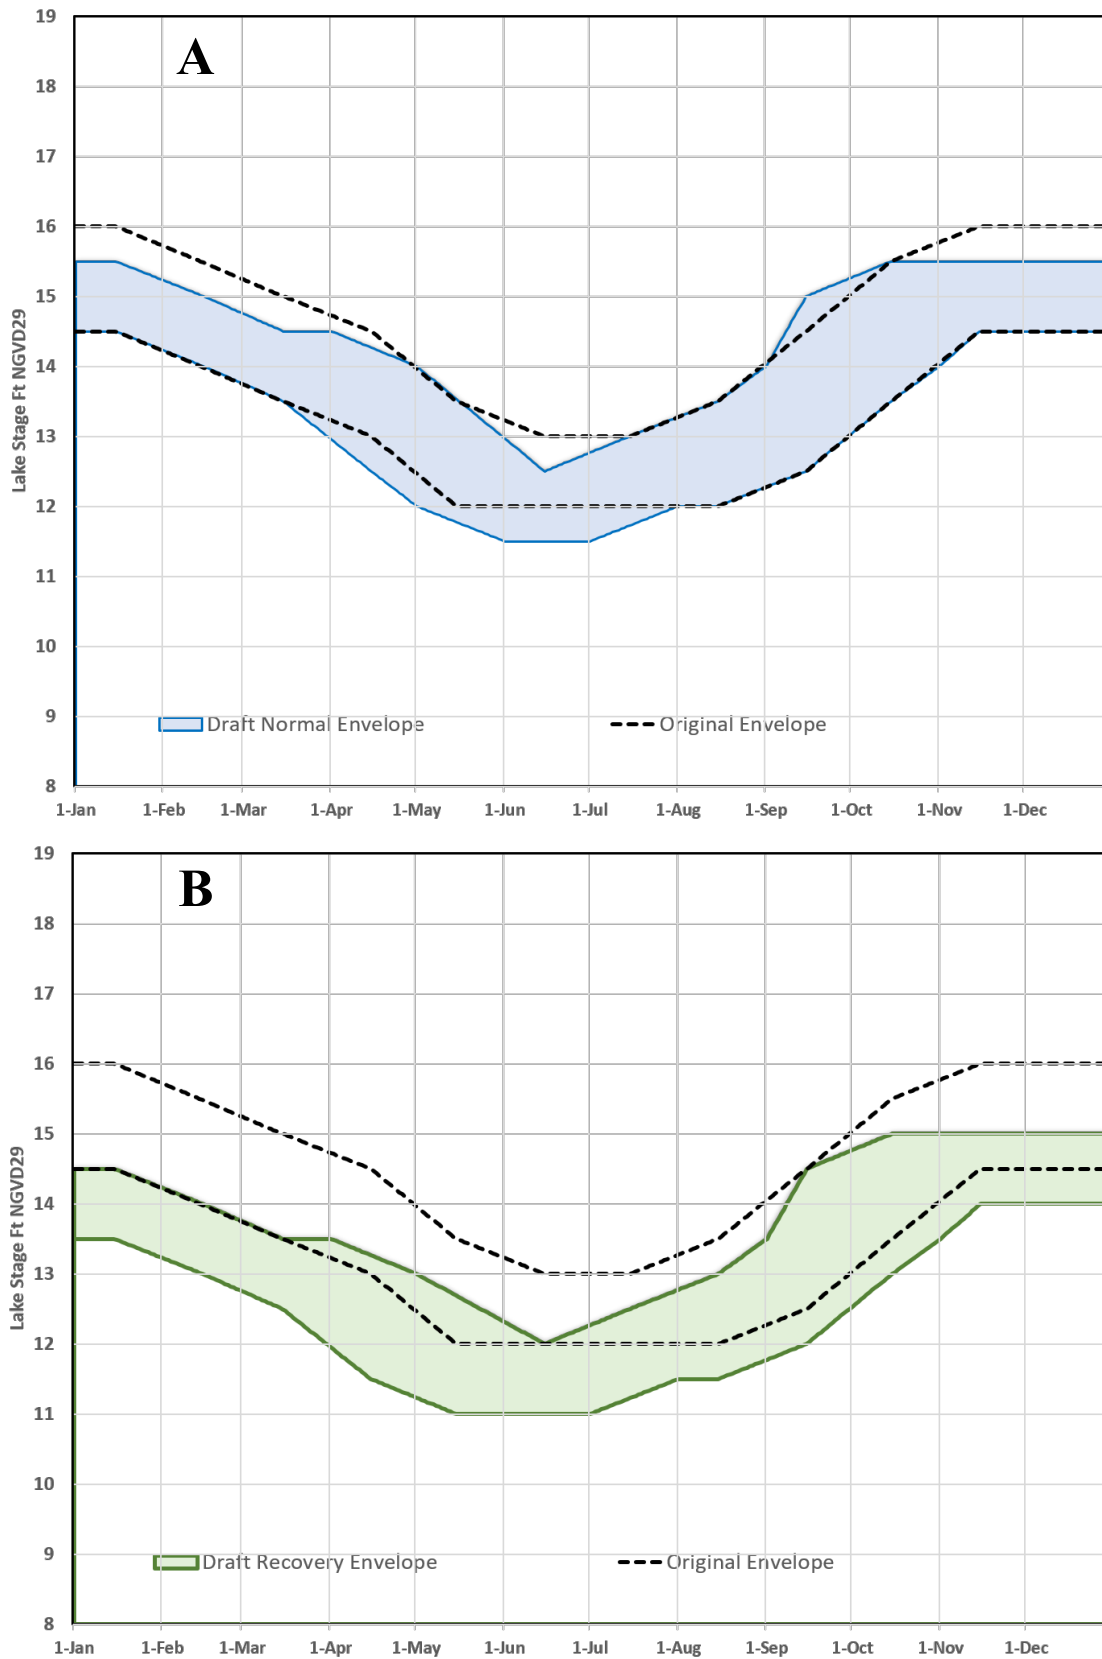 A
19
18
17
16
15
14
13
12
11
10
9
8
Lake Stage Ft NGVD29
Draft Normal Envelope
Original Envelope
1-Jan 1-Feb 1-Mar 1-Apr 1-May 1-Jun 1-Jul 1-Aug 1-Sep 1-Oct 1-Nov 1-Dec
B
19
18
17
16
15
14
13
12
11
10
9
8
Lake Stage Ft NGVD29
Draft Recovery Envelope
Original Envelope
1-Jan 1-Feb 1-Mar 1-Apr 1-May 1-Jun 1-Jul 1-Aug 1-Sep 1-Oct 1-Nov 1-Dec